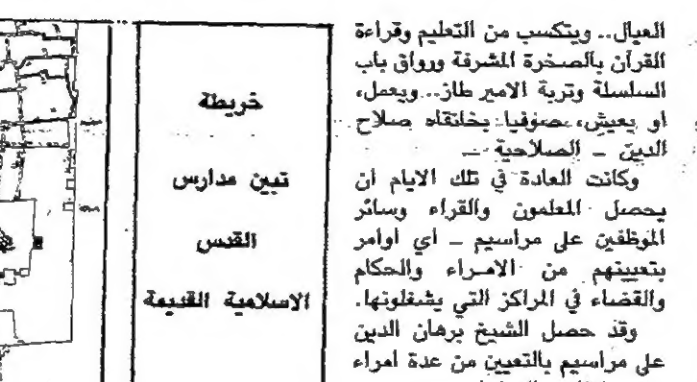 العيال.. ويتكسب من التعليم وقراءة
القرآن بالصخرة المشرفة ورواق باب
السلسلة وتربة الامير طاز.. ويعمل،
او يعيش، صوفيا بخانقاه صلاح
الدين ـ الصلاحية ـ
وكانت العادة في تلك الايام ان
يحصل المعلمون والقراء وسائر
الموظفين على مراسيم ـ اي اوامر
بتعيينهم من الامراء والحكام
والقضاء في المراكز التي يشغلونها.
وقد حصل الشيخ برهان الدين
على مراسيم بالتعيين من عدة امراء
خريطة
تبين مدارس
القدس
الاسلامية القديمة